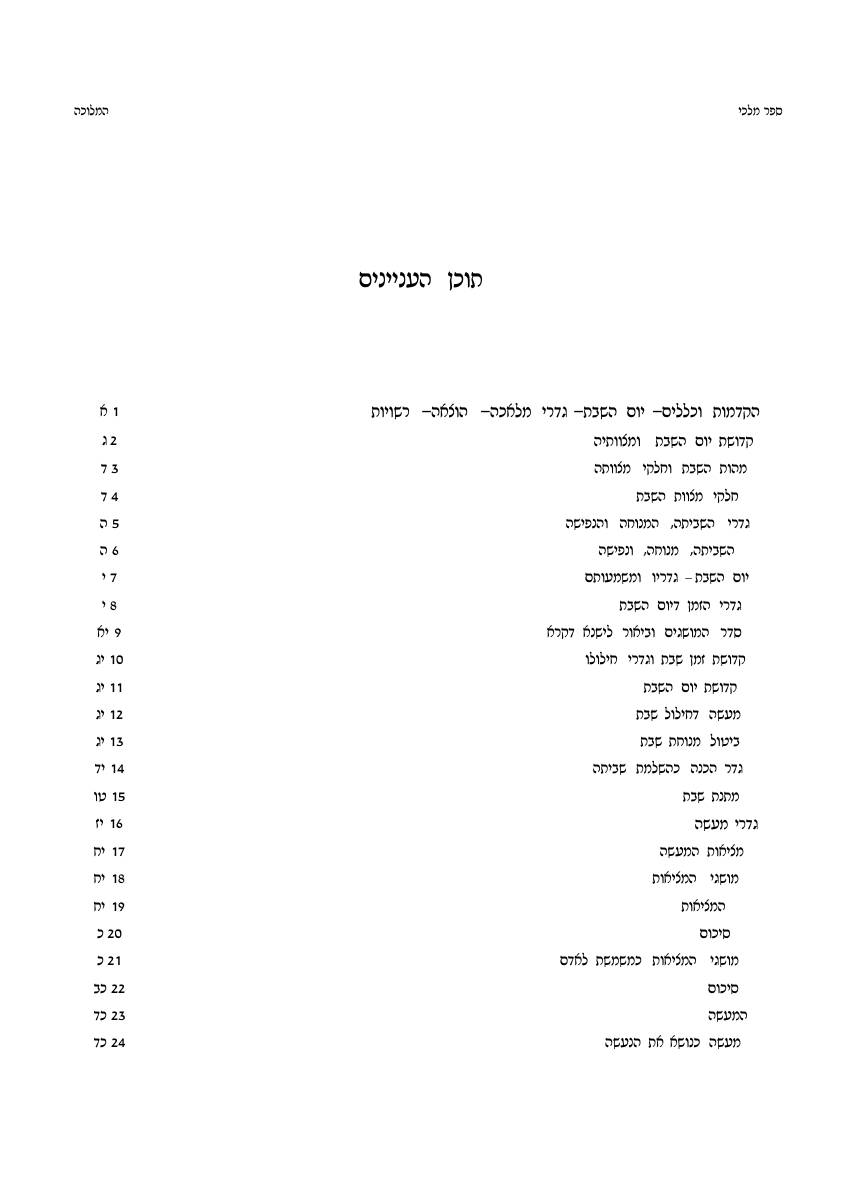 ספר מלכי המלוכה
תוכן העניינים
הקדמות וכללים– יום השבת– גדרי מלאכה– הוצאה– רשויות 1 א
קדושת יום השבת ומצוותיה 2 ג
מהות השבת וחלקי מצוותה 3 ד
חלקי מצוות השבת 4 ד
גדרי השביתה, המנוחה והנפישה 5 ה
השביתה, מנוחה, ונפישה 6 ה
יום השבת– גדריו ומשמעותם 7 י
גדרי הזמן דיום השבת 8 י
סדר המושגים וביאור לישנא דקרא 9 יא
קדושת זמן שבת וגדרי חילולו 10 יג
קדושת יום השבת 11 יג
מעשה דחילול שבת 12 יג
ביטול מנוחת שבת 13 יג
גדר הכנה כהשלמת שביתה 14 יד
מתנת שבת 15 טו
גדרי מעשה 16 יז
מציאות המעשה 17 יח
מושגי המציאות 18 יח
המציאות 19 יח
סיכום 20 כ
מושגי המציאות כמשמשת לאדם 21 כ
סיכום 22 כב
המעשה 23 כד
מעשה כנושא את הנעשה 24 כד